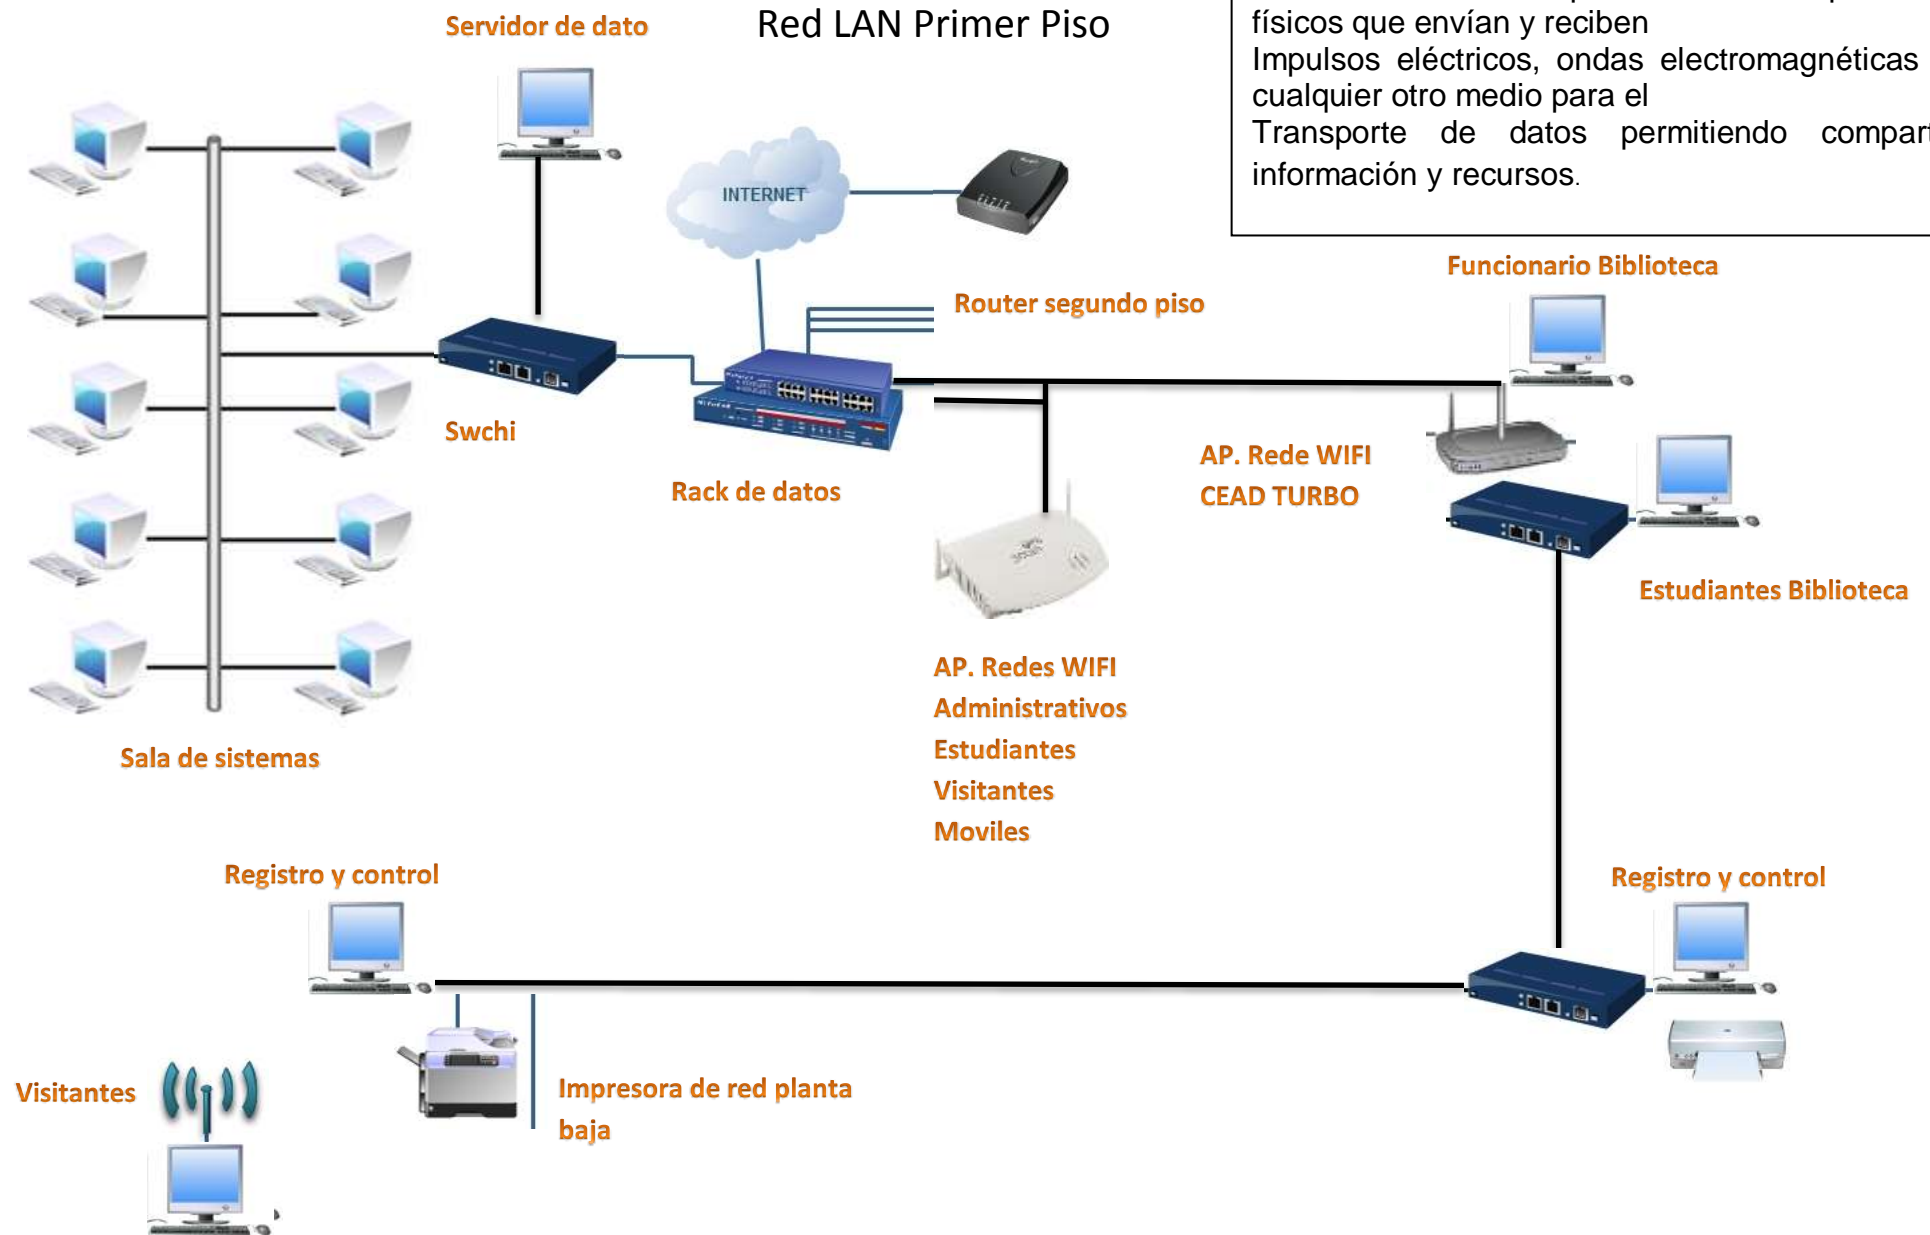 Servidor de dato
Red LAN Primer Piso
físicos que envían y reciben
Impulsos eléctricos, ondas electromagnéticas
cualquier otro medio para el
Transporte de datos permitiendo
información y recursos.
INTERNET
Router segundo piso
Funcionario Biblioteca
Swchi
Rack de datos
AP. Rede WIFI
CEAD TURBO
Estudiantes Biblioteca
AP. Redes WIFI
Administrativos
Estudiantes
Visitantes
Moviles
Sala de sistemas
Registro y control
Registro y control
Visitantes
Impresora de red planta
baja